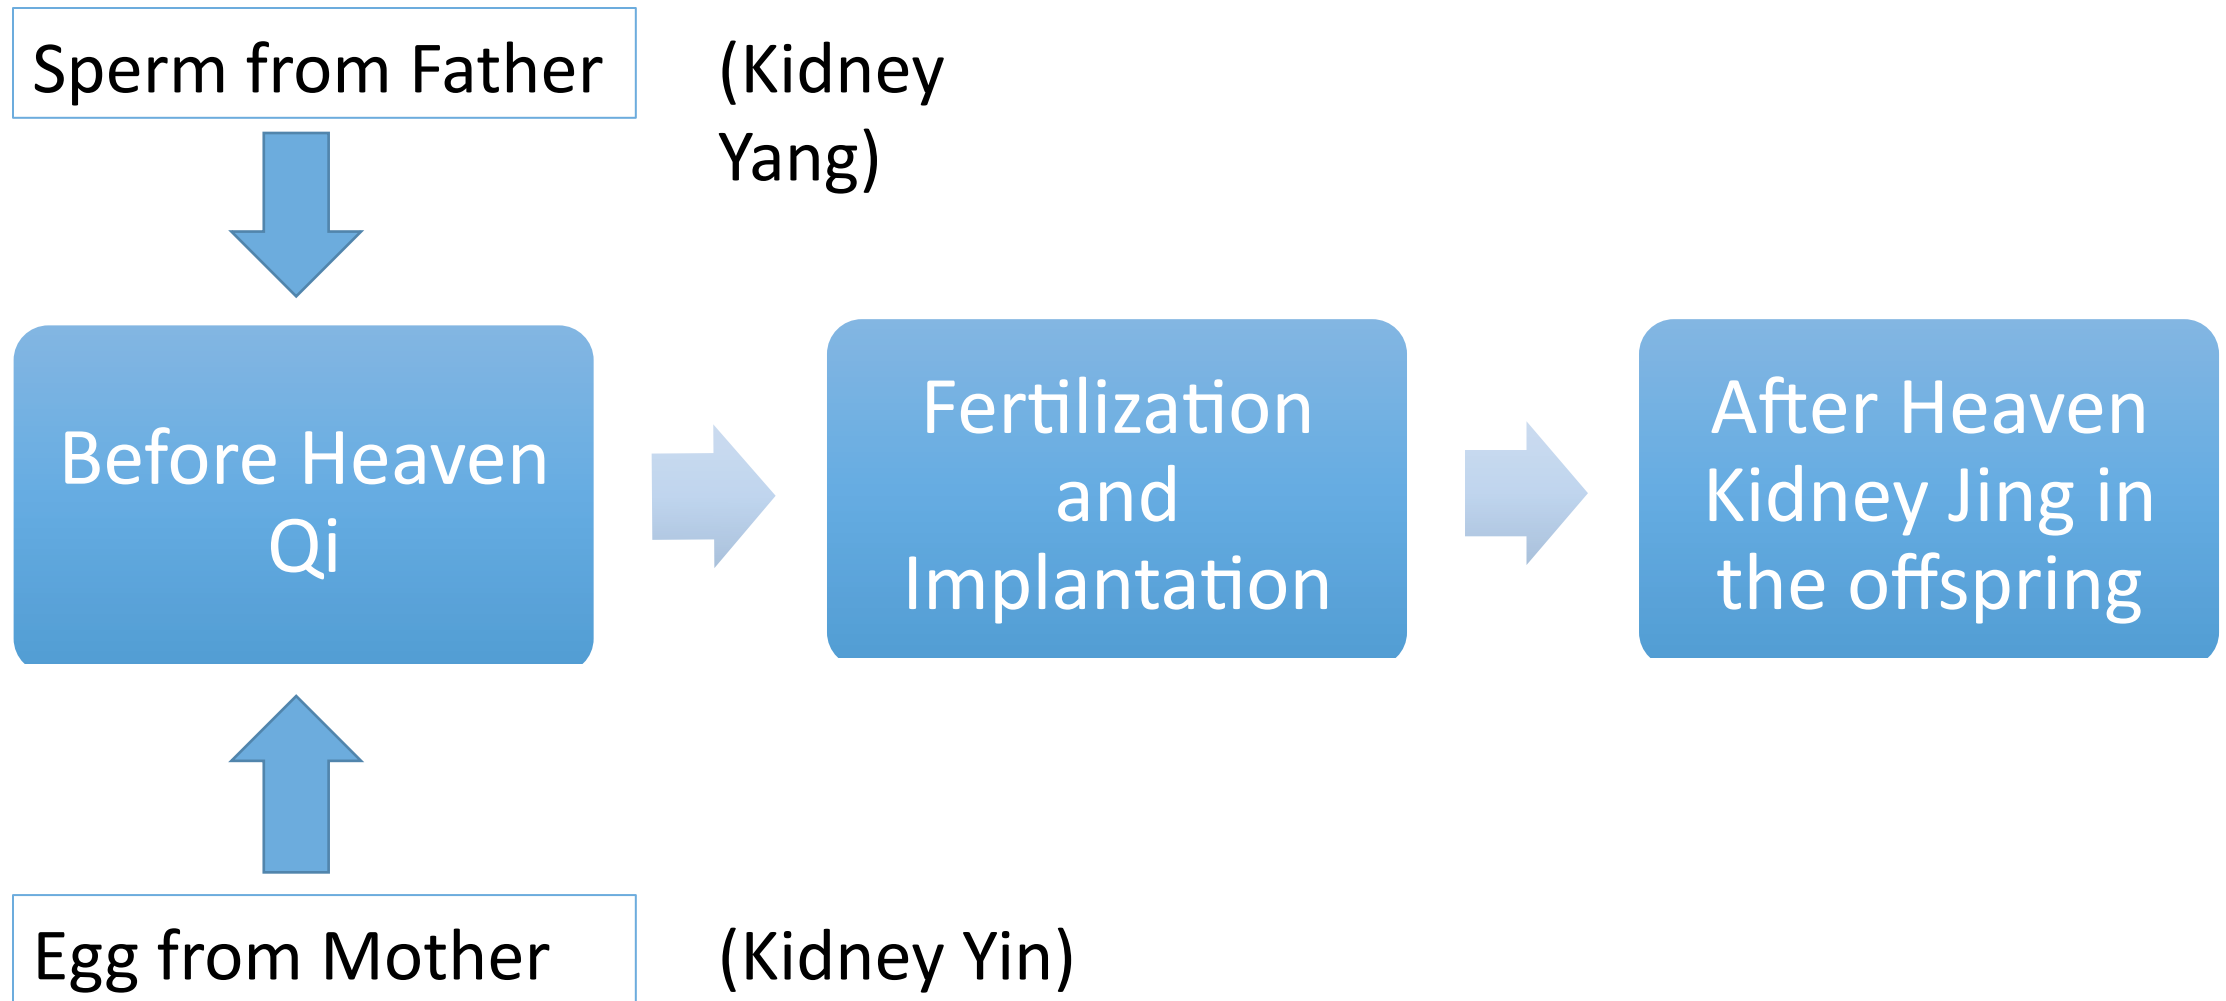 Sperm from Father
(Kidney
Yang)
Before Heaven
Qi
Fertilization
and
Implantation
After Heaven
Kidney Jing in
the offspring
Egg from Mother
(Kidney Yin)